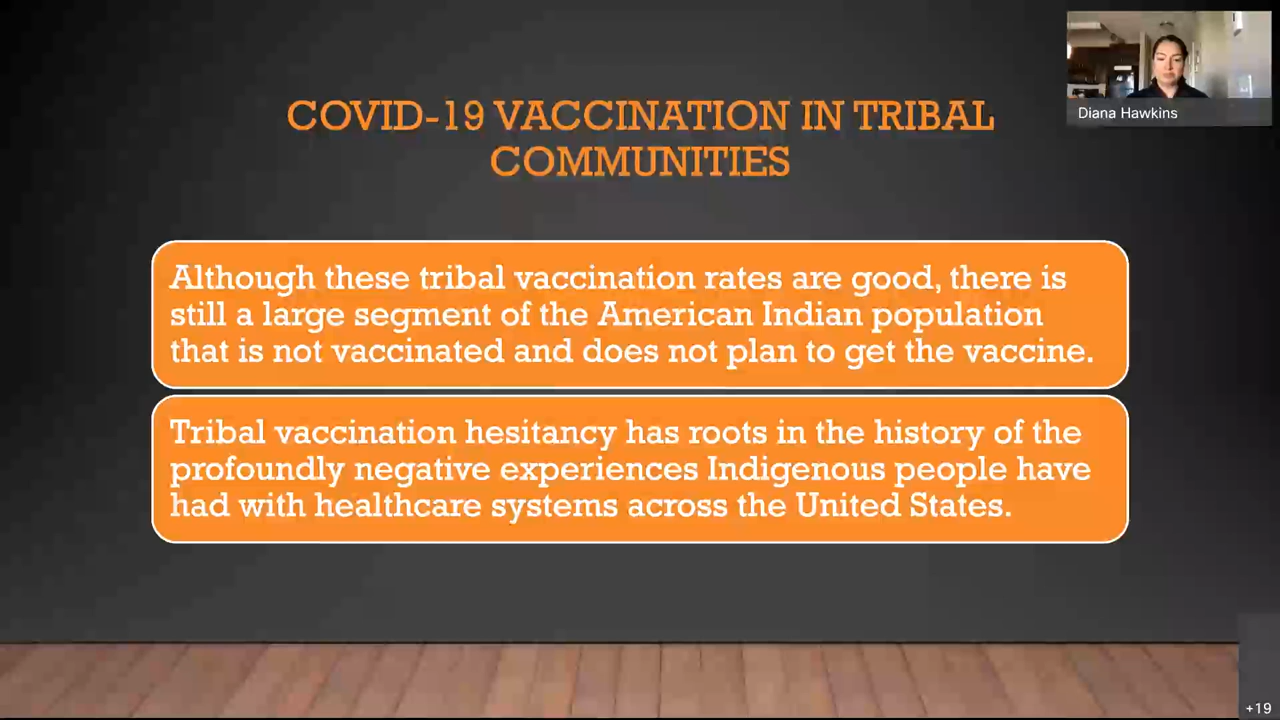 COVID-19 VACCINATION IN TRIBAL
COMMUNITIES
Diana Hawkins
Although these tribal vaccination rates are good, there is
still a large segment of the American Indian population
that is not vaccinated and does not plan to get the vaccine.
Tribal vaccination hesitancy has roots in the history of the
profoundly negative experiences Indigenous people have
had with healthcare systems across the United States.
+19